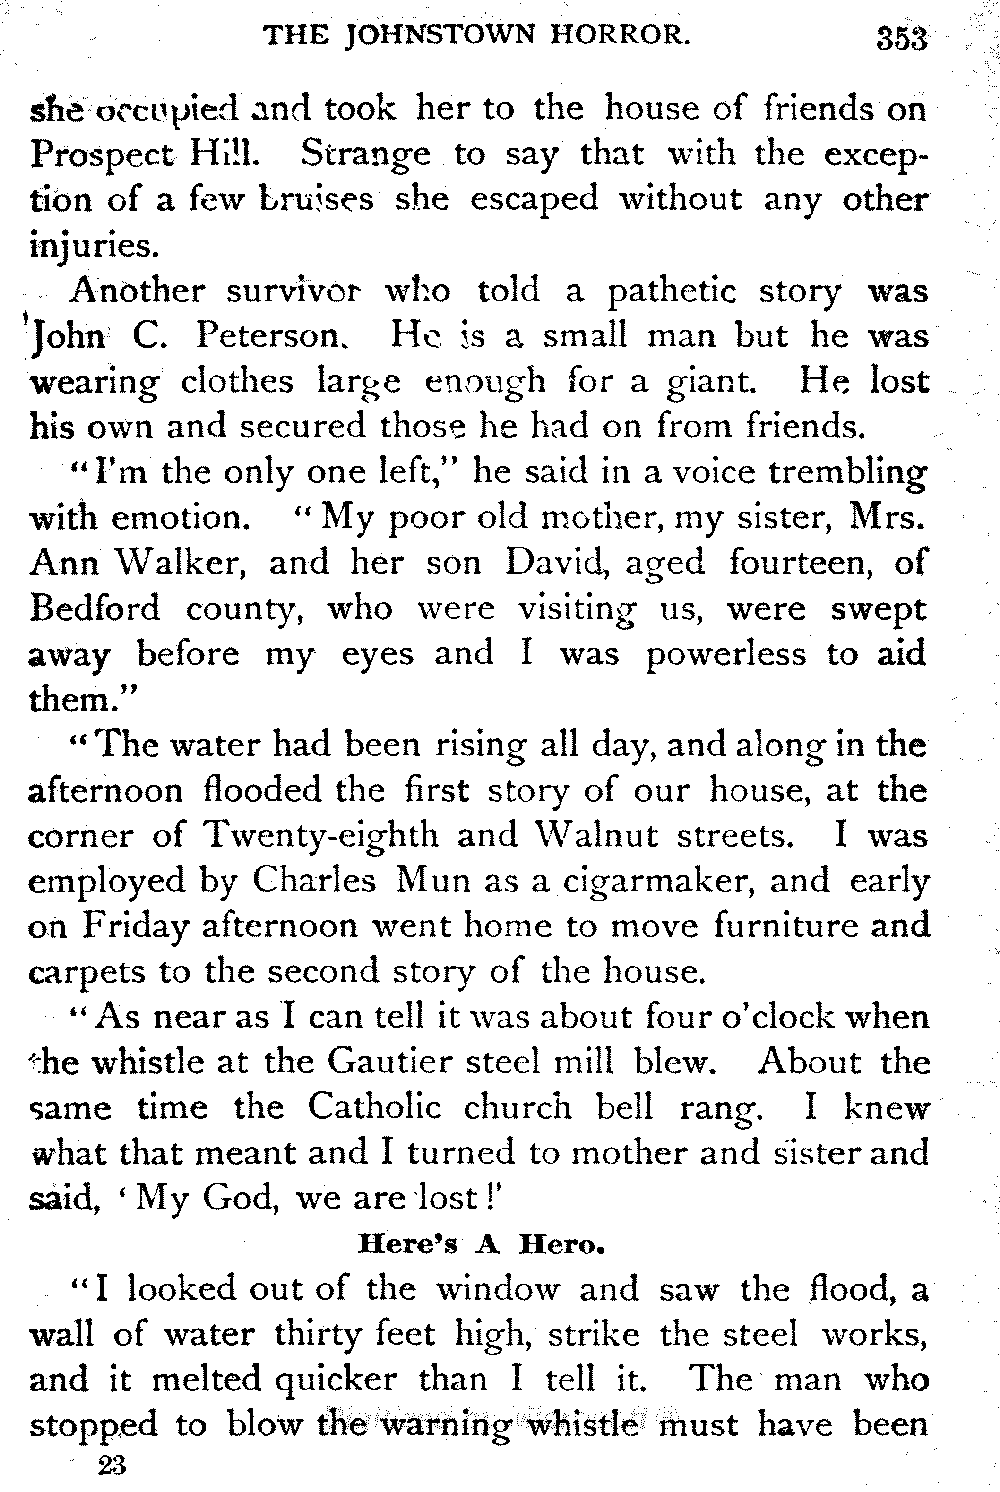 THE JOHNSTOWN HORROR. 353
she occupied and took her to the house of friends on
Prospect Hill. Strange to say that with the excep-
tion of a few bruises she escaped without any other
injuries.
Another survivor who told a pathetic story was
John C. Peterson. He is a small man but he was
wearing clothes large enough for a giant. He lost
his own and secured those he had on from friends.
"I'm the only one left," he said in a voice trembling
with emotion. "My poor old mother, my sister, Mrs.
Ann Walker, and her son David, aged fourteen, of
Bedford county, who were visiting us, were swept
away before my eyes and I was powerless to aid
them."
"The water had been rising all day, and along in the
afternoon flooded the first story of our house, at the
corner of Twenty-eighth and Walnut streets. I was
employed by Charles Mun as a cigarmaker, and early
on Friday afternoon went home to move furniture and
carpets to the second story of the house.
"As near as I can tell it was about four o'clock when
the whistle at the Gautier steel mill blew. About the
same time the Catholic church bell rang. I knew
what that meant and I turned to mother and sister and
said, 'My God, we are lost!'
Here's A Hero.
"I looked out of the window and saw the flood, a
wall of water thirty feet high, strike the steel works,
and it melted quicker than I tell it. The man who
stopped to blow the warning whistle must have been
23